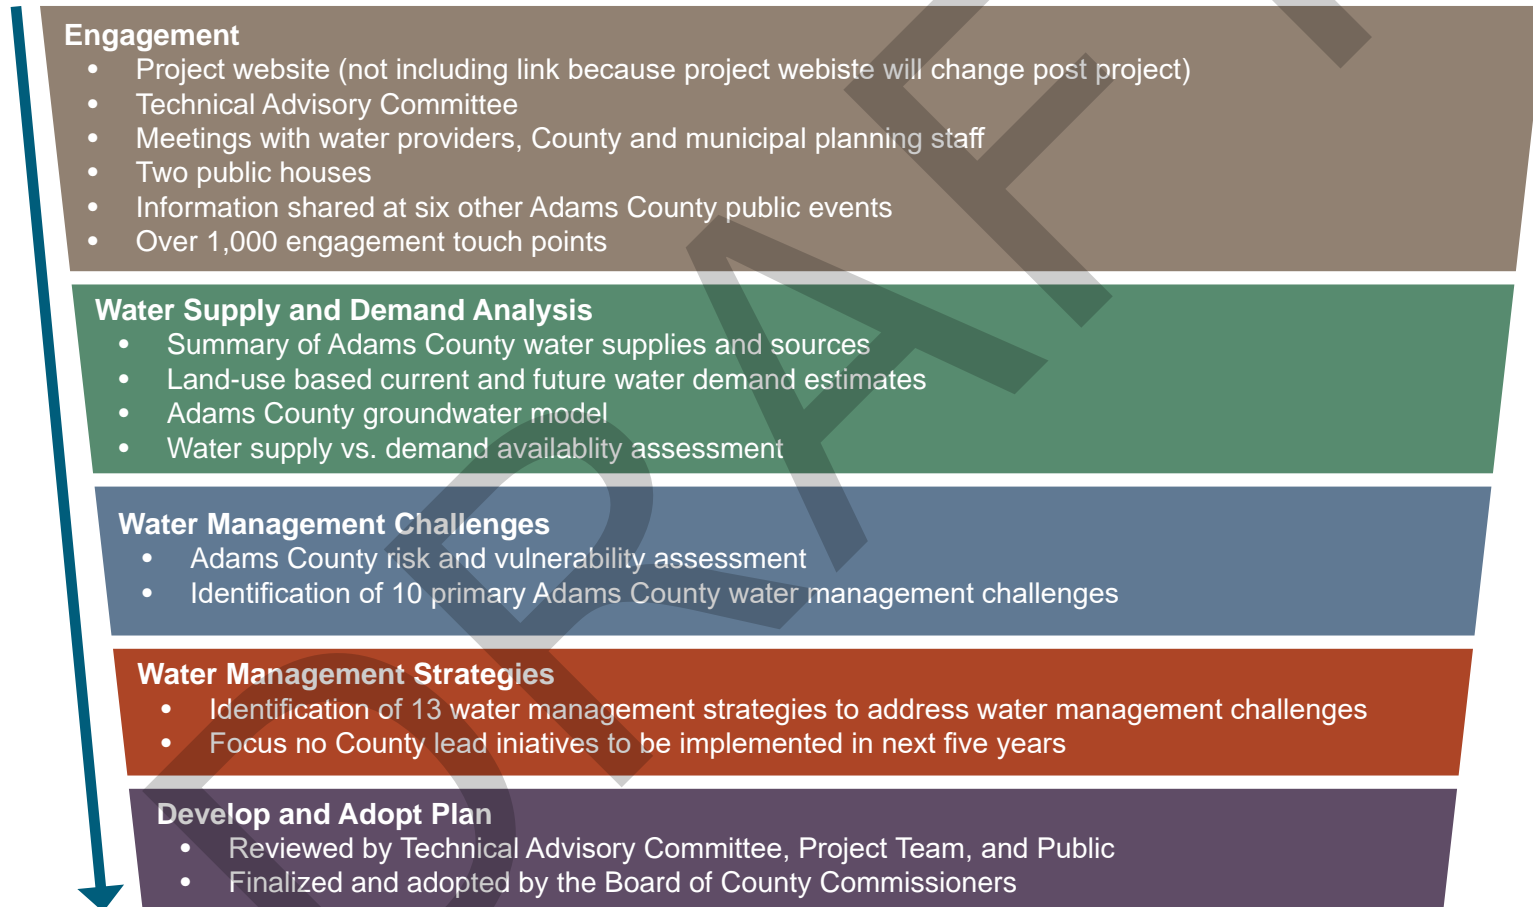 Engagement
• Project website (not including link because project webiste will change post project)
• Technical Advisory Committee
• Meetings with water providers, County and municipal planning staff
• Two public houses
• Information shared at six other Adams County public events
• Over 1,000 engagement touch points
Water Supply and Demand Analysis
• Summary of Adams County water supplies and sources
• Land-use based current and future water demand estimates
• Adams County groundwater model
• Water supply vs. demand availablity assessment
Water Management Challenges
• Adams County risk and vulnerability assessment
• Identification of 10 primary Adams County water management challenges
Water Management Strategies
• Identification of 13 water management strategies to address water management challenges
• Focus no County lead iniatives to be implemented in next five years
Develop and Adopt Plan
• Reviewed by Technical Advisory Committee, Project Team, and Public
• Finalized and adopted by the Board of County Commissioners
DRAFT